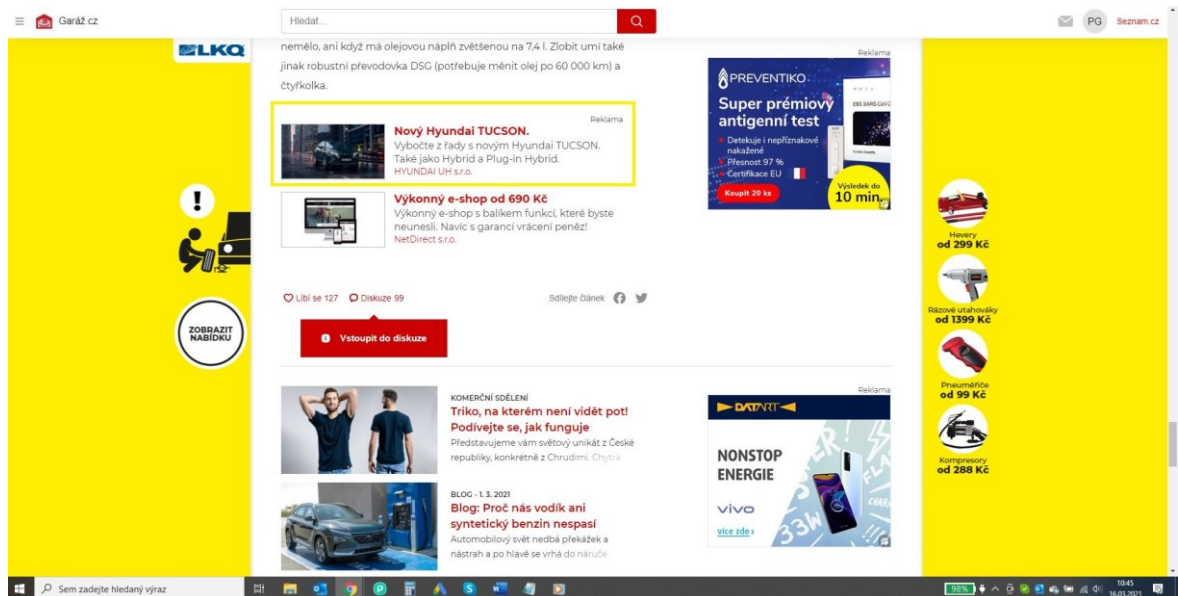 Garáž.cz
Hledat...
PG
Seznam.cz
LKQ
nemělo, ani když má olejovou náplň zvětšenou na 7,4 l. Zlobit umí také
jinak robustní převodovka DSG (potřebuje měnit olej po 60 000 km) a
čtyřkolka.
Reklama
Nový Hyundai TUCSON.
Vybočte z řady s novým Hyundai TUCSON.
Také jako Hybrid a Plug-in Hybrid.
HYUNDAI UH s.r.o.
Výkonný e-shop od 690 Kč
Výkonný e-shop s balíkem funkcí, které byste
neunesli. Navíc s garancí vrácení peněz!
NetDirect s.r.o.
Líbí se 127
Diskuze 99
Sdílejte článek
Vstoupit do diskuze
KOMERČNÍ SDĚLENÍ
Triko, na kterém není vidět pot!
Podívejte se, jak funguje
Představujeme vám světový unikát z České
republiky, konkrétně z Chrudimi. Chytrá
BLOG - 1. 3. 2021
Blog: Proč nás vodík ani
syntetický benzin nespasí
Automobilový svět nedbá překážek a
nástrah a po hlavě se vrhá do náruče
Reklama
PREVENTIKO
Super prémiový
antigenní test
Detekuje i nepříznakové
nakažené
Přesnost 97 %
Certifikace EU
Koupit 20 ks
Výsledek do
10 min.
Reklama
DATART
NONSTOP
ENERGIE
vivo
více zde ›
33W
ZOBRAZIT
NABÍDKU
Hevery
od 299 Kč
Rázové utahováky
od 1399 Kč
Pneuměřiče
od 99 Kč
Kompresory
od 288 Kč
Sem zadejte hledaný výraz
98%
10:45
16.03.2021